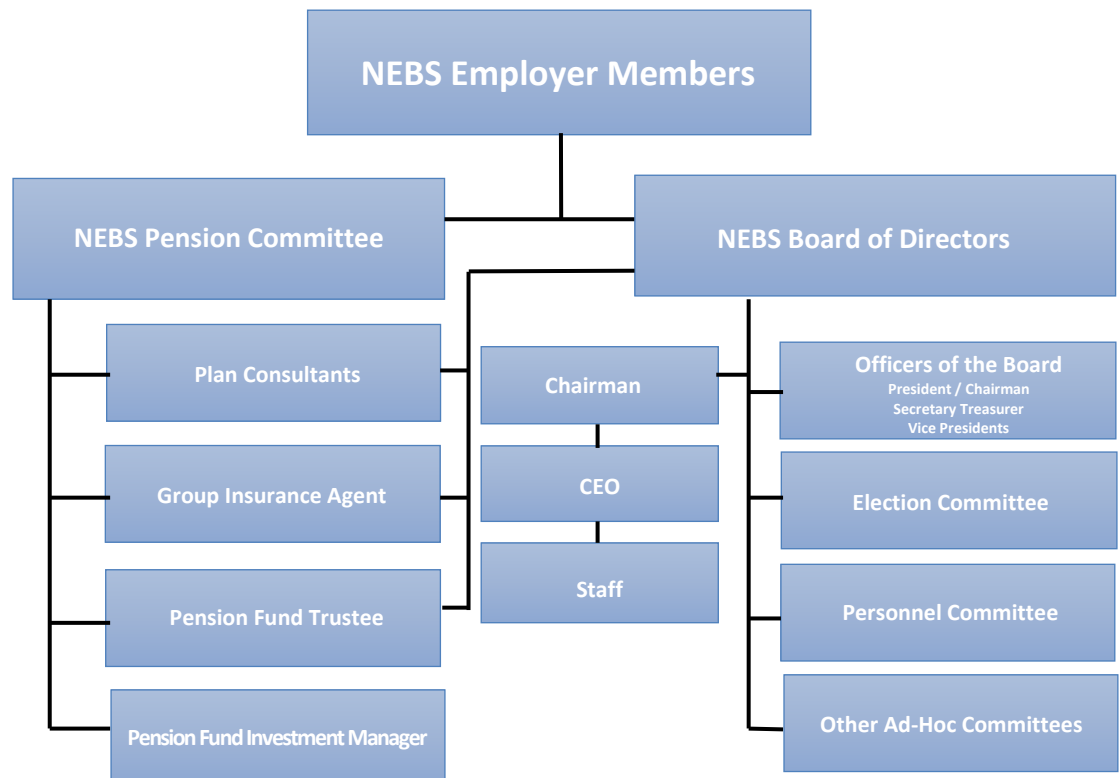 NEBS Employer Members
NEBS Pension Committee
NEBS Board of Directors
Plan Consultants
Group Insurance Agent
Pension Fund Trustee
Pension Fund Investment Manager
Chairman
CEO
Staff
Officers of the Board
President / Chairman
Secretary Treasurer
Vice Presidents
Election Committee
Personnel Committee
Other Ad-Hoc Committees